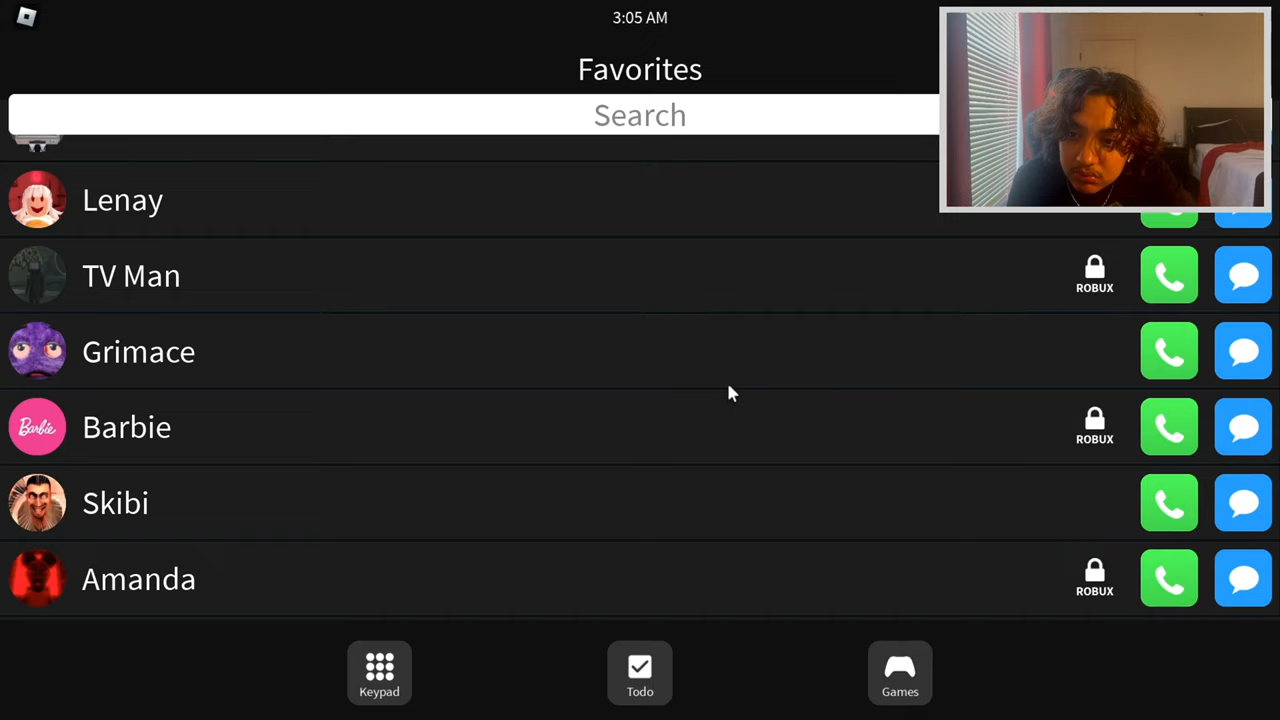 3:05 AM
Favorites
Search
Lenay
TV Man
ROBUX
Grimace
Barbie
Barbie
ROBUX
Skibi
Amanda
ROBUX
Keypad
Todo
Games